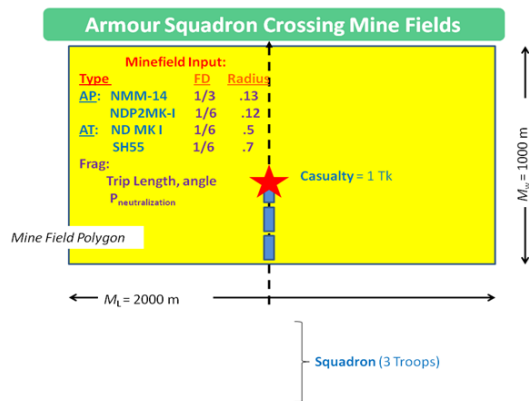 Armour Squadron Crossing Mine Fields
Minefield Input:
Type FD Radius
AP: NMM-14 1/3 .13
NDP2MK-I 1/6 .12
AT: ND MK I 1/6 .5
SH55 1/6 .7
Frag:
Trip Length, angle
Pneutralization
Casualty = 1 Tk
Mine Field Polygon
Mw = 1000 m
ML = 2000 m
Squadron (3 Troops)